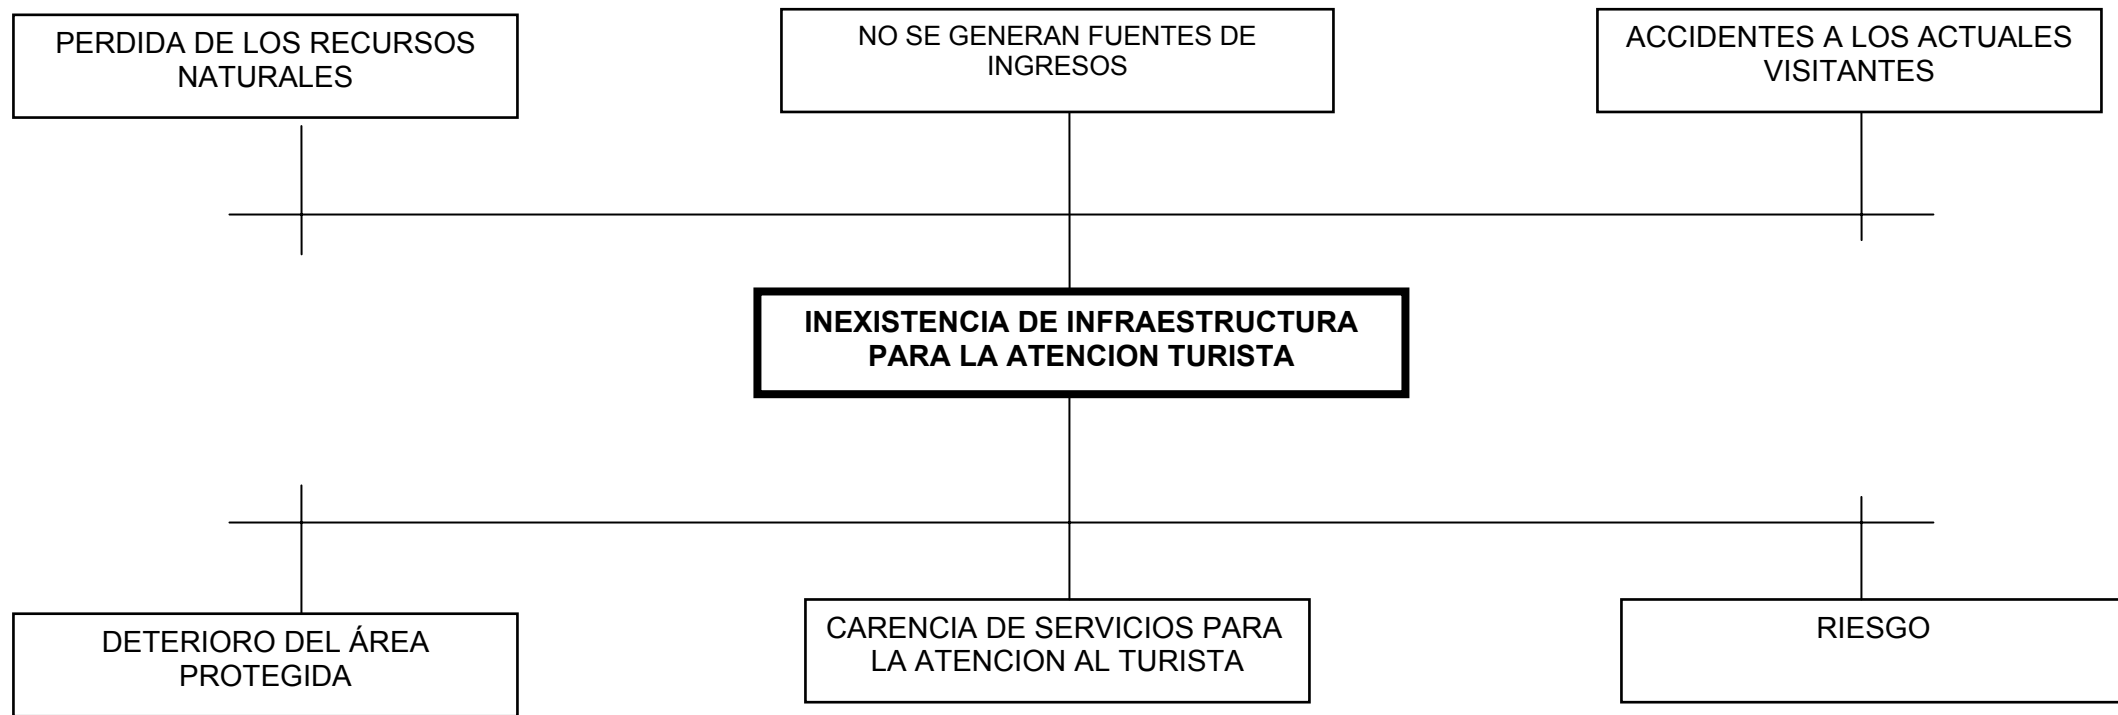 PERDIDA DE LOS RECURSOS
NATURALES
NO SE GENERAN FUENTES DE
INGRESOS
ACCIDENTES A LOS ACTUALES
VISITANTES
INEXISTENCIA DE INFRAESTRUCTURA
PARA LA ATENCION TURISTA
DETERIORO DEL ÁREA
PROTEGIDA
CARENCIA DE SERVICIOS PARA
LA ATENCION AL TURISTA
RIESGO